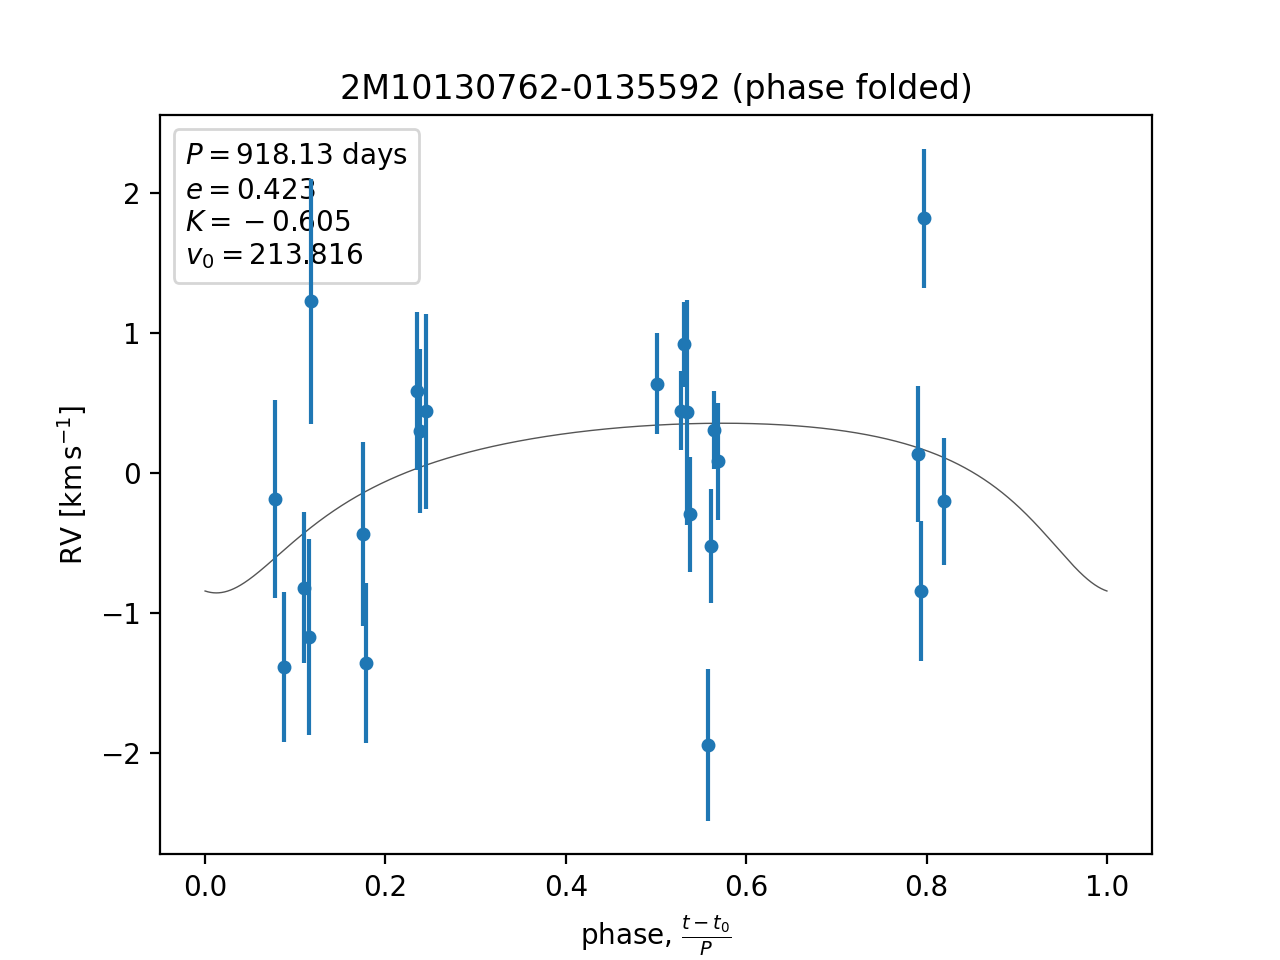 2M10130762-0135592 (phase folded)
P = 918.13 days
e = 0.423
K = −0.605
v₀ = 213.816
2
1
0
−1
−2
RV [km s⁻¹]
0.0 0.2 0.4 0.6 0.8 1.0
phase, (t − t₀)/P